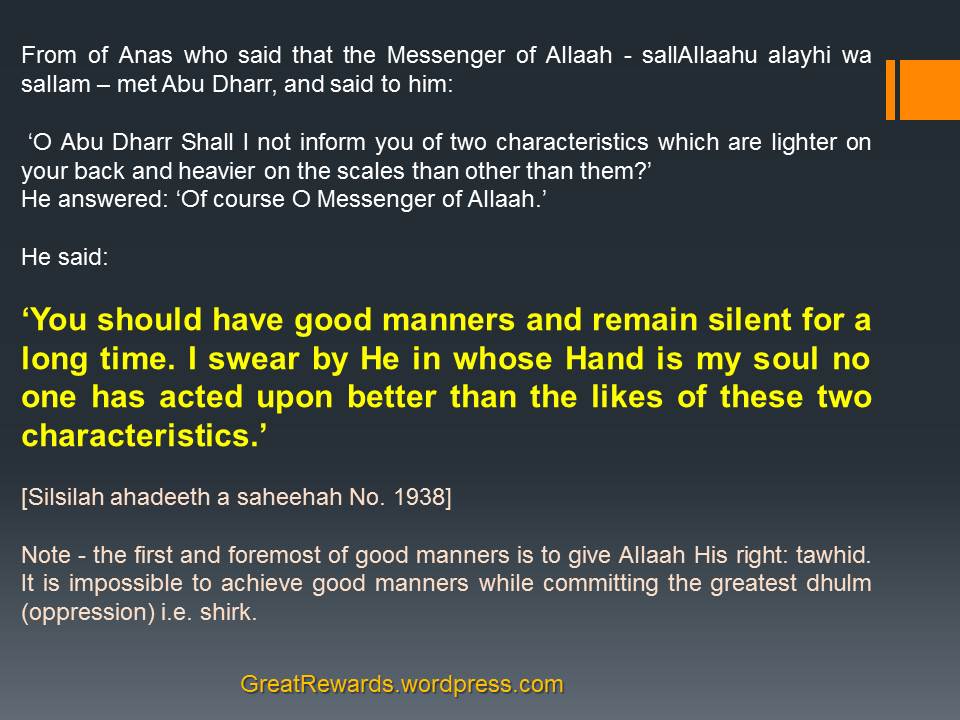 From of Anas who said that the Messenger of Allaah - sallAllaahu alayhi wa
sallam – met Abu Dharr, and said to him:
‘O Abu Dharr Shall I not inform you of two characteristics which are lighter on
your back and heavier on the scales than other than them?’
He answered: ‘Of course O Messenger of Allaah.’
He said:
‘You should have good manners and remain silent for a
long time. I swear by He in whose Hand is my soul no
one has acted upon better than the likes of these two
characteristics.’
[Silsilah ahadeeth a saheehah No. 1938]
Note - the first and foremost of good manners is to give Allaah His right: tawhid.
It is impossible to achieve good manners while committing the greatest dhulm
(oppression) i.e. shirk.
GreatRewards.wordpress.com